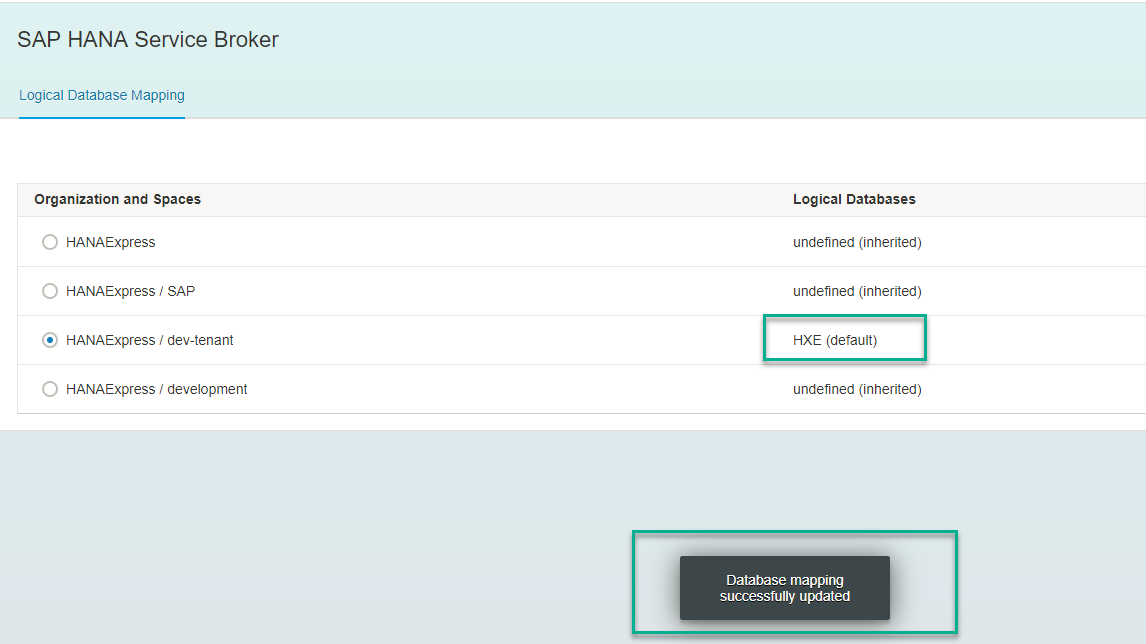 SAP HANA Service Broker
Logical Database Mapping
Organization and Spaces Logical Databases
HANAExpress undefined (inherited)
HANAExpress / SAP undefined (inherited)
HANAExpress / dev-tenant HXE (default)
HANAExpress / development undefined (inherited)
Database mapping
successfully updated